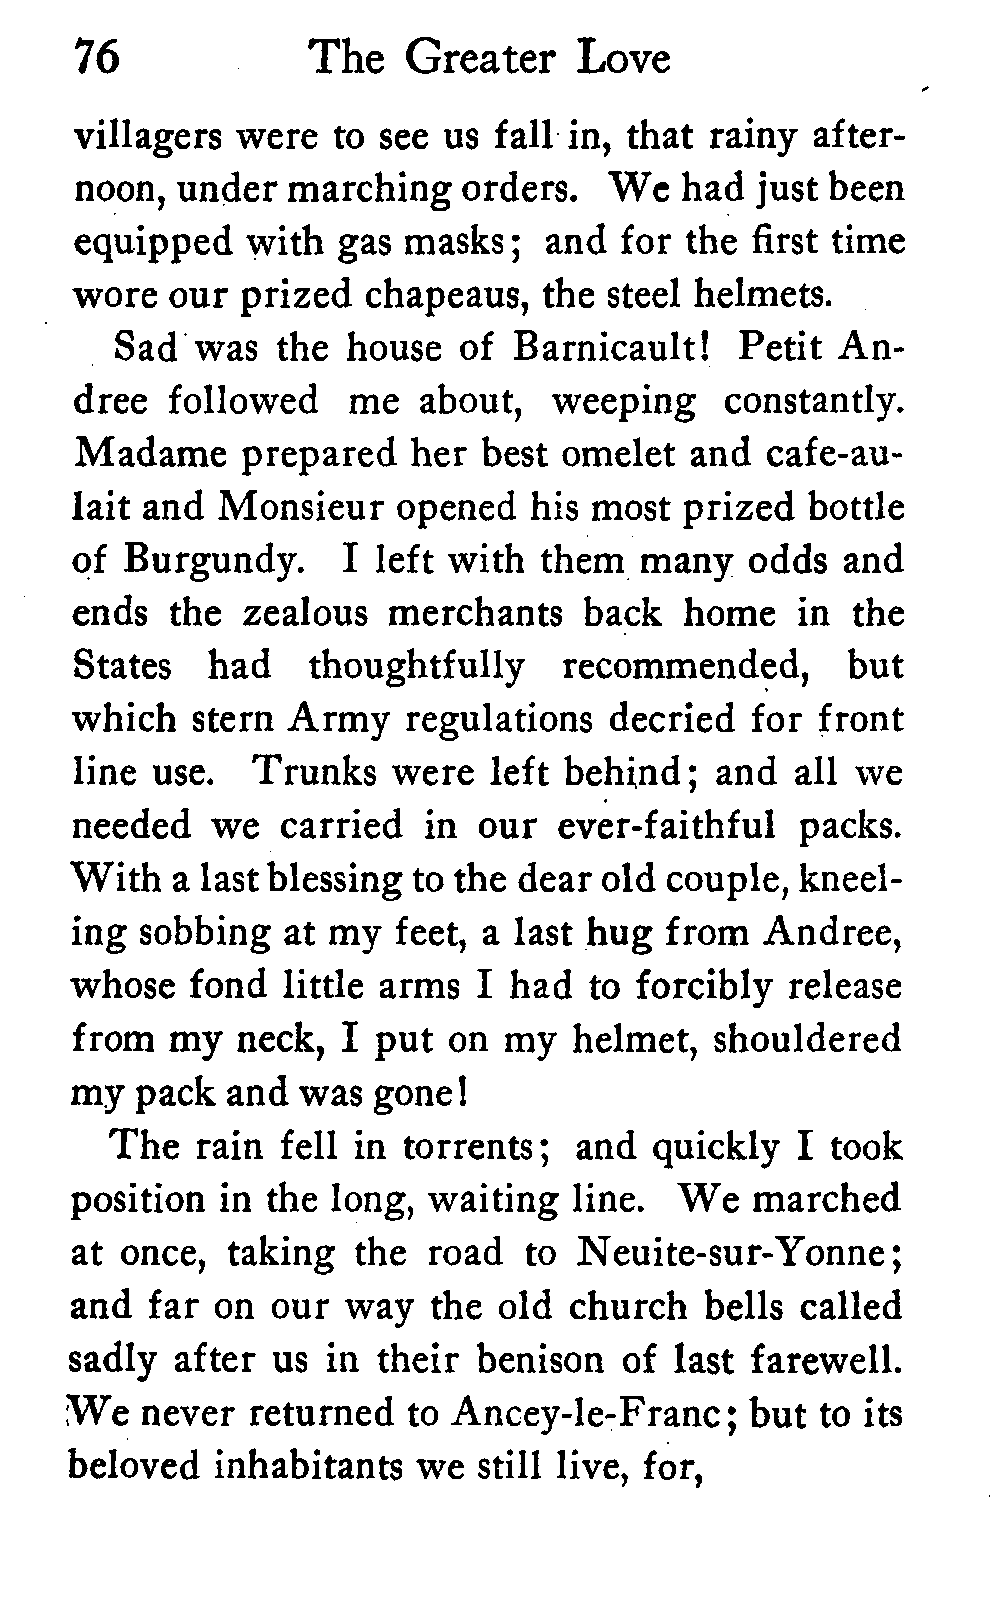 76 The Greater Love
villagers were to see us fall in, that rainy after-
noon, under marching orders. We had just been
equipped with gas masks; and for the first time
wore our prized chapeaus, the steel helmets.
Sad was the house of Barnicault! Petit An-
dree followed me about, weeping constantly.
Madame prepared her best omelet and cafe-au-
lait and Monsieur opened his most prized bottle
of Burgundy. I left with them many odds and
ends the zealous merchants back home in the
States had thoughtfully recommended, but
which stern Army regulations decried for front
line use. Trunks were left behind; and all we
needed we carried in our ever-faithful packs.
With a last blessing to the dear old couple, kneel-
ing sobbing at my feet, a last hug from Andree,
whose fond little arms I had to forcibly release
from my neck, I put on my helmet, shouldered
my pack and was gone!
The rain fell in torrents; and quickly I took
position in the long, waiting line. We marched
at once, taking the road to Neuite-sur-Yonne;
and far on our way the old church bells called
sadly after us in their benison of last farewell.
We never returned to Ancey-le-Franc; but to its
beloved inhabitants we still live, for,